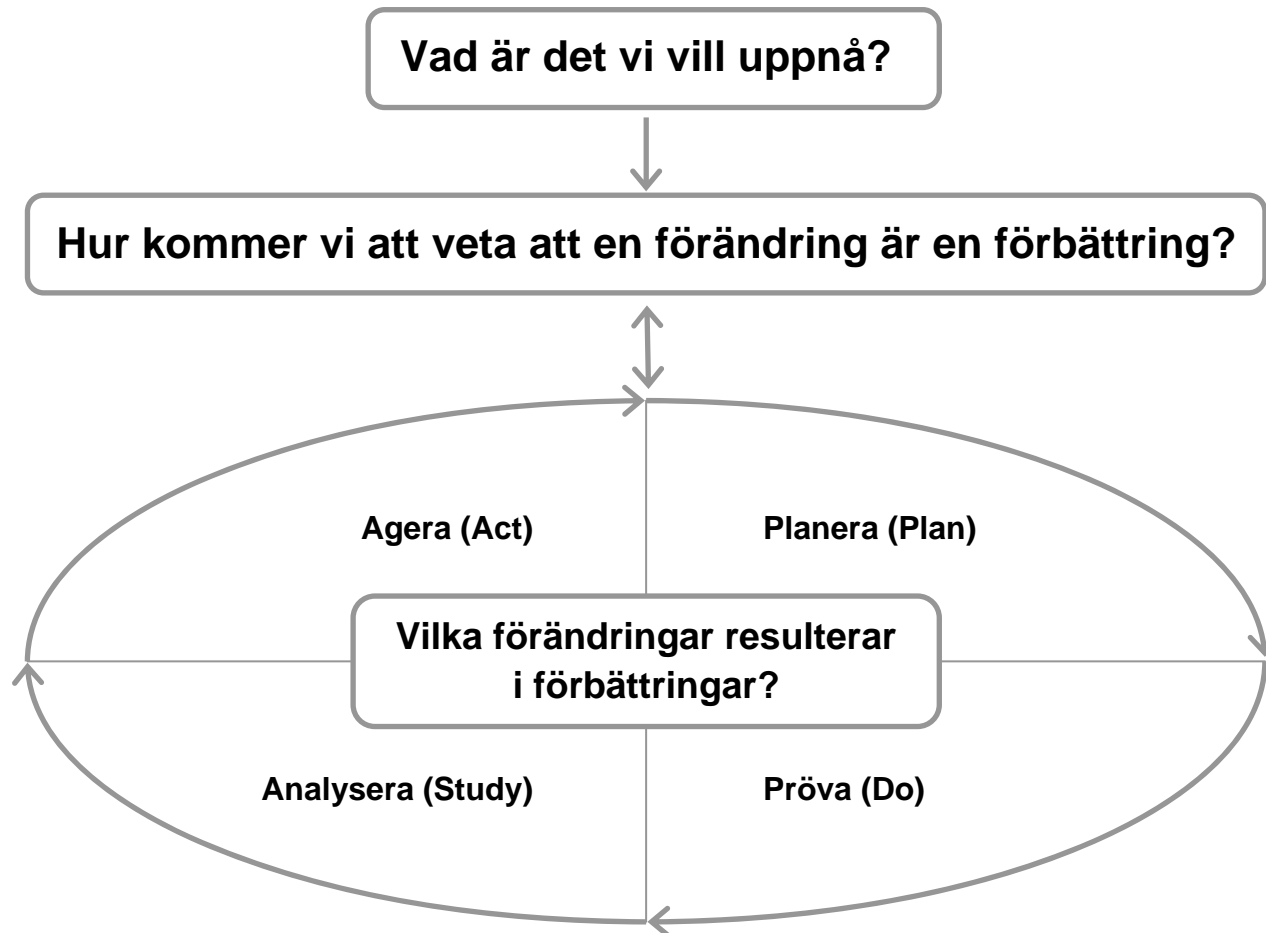 Vad är det vi vill uppnå?
Hur kommer vi att veta att en förändring är en förbättring?
Agera (Act)
Planera (Plan)
Vilka förändringar resulterar
i förbättringar?
Analysera (Study)
Pröva (Do)